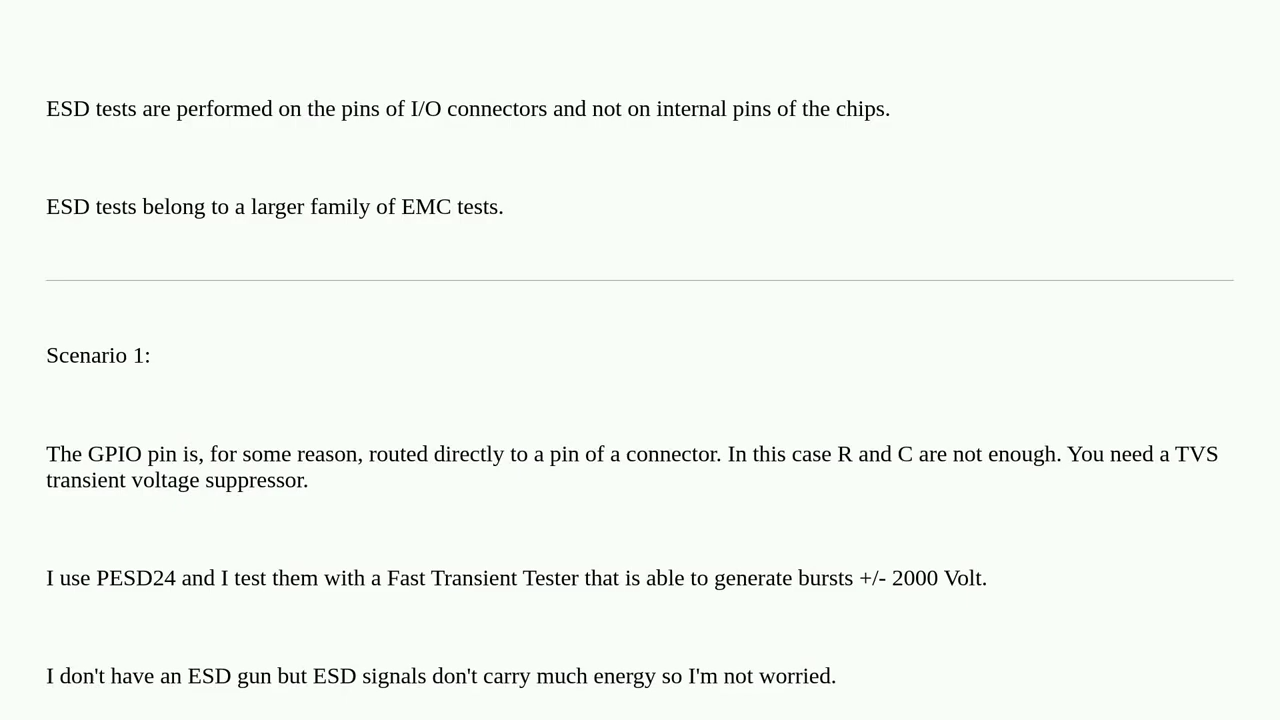 ESD tests are performed on the pins of I/O connectors and not on internal pins of the chips.
ESD tests belong to a larger family of EMC tests.
Scenario 1:
The GPIO pin is, for some reason, routed directly to a pin of a connector. In this case R and C are not enough. You need a TVS
transient voltage suppressor.
I use PESD24 and I test them with a Fast Transient Tester that is able to generate bursts +/- 2000 Volt.
I don't have an ESD gun but ESD signals don't carry much energy so I'm not worried.